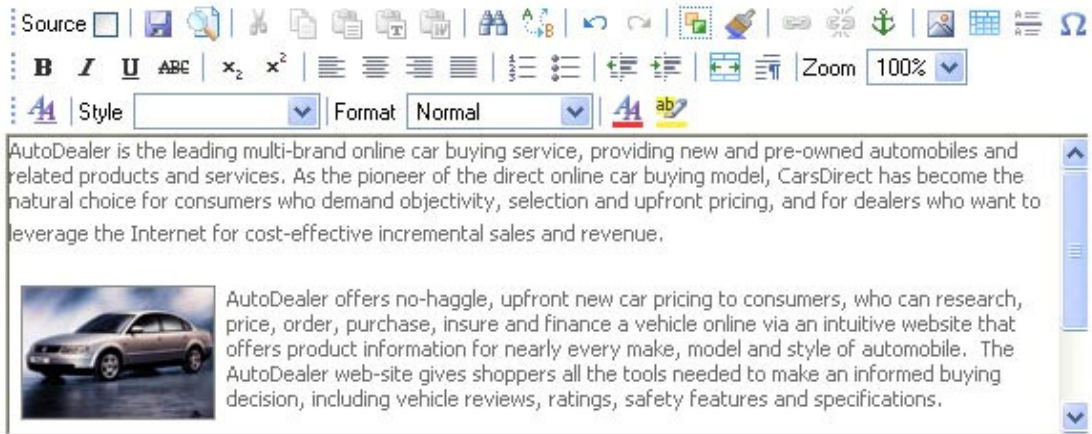 Source
B I U ABC x₂ x²
Zoom 100%
Style Format Normal
AutoDealer is the leading multi-brand online car buying service, providing new and pre-owned automobiles and
related products and services. As the pioneer of the direct online car buying model, CarsDirect has become the
natural choice for consumers who demand objectivity, selection and upfront pricing, and for dealers who want to
leverage the Internet for cost-effective incremental sales and revenue.
AutoDealer offers no-haggle, upfront new car pricing to consumers, who can research,
price, order, purchase, insure and finance a vehicle online via an intuitive website that
offers product information for nearly every make, model and style of automobile. The
AutoDealer web-site gives shoppers all the tools needed to make an informed buying
decision, including vehicle reviews, ratings, safety features and specifications.